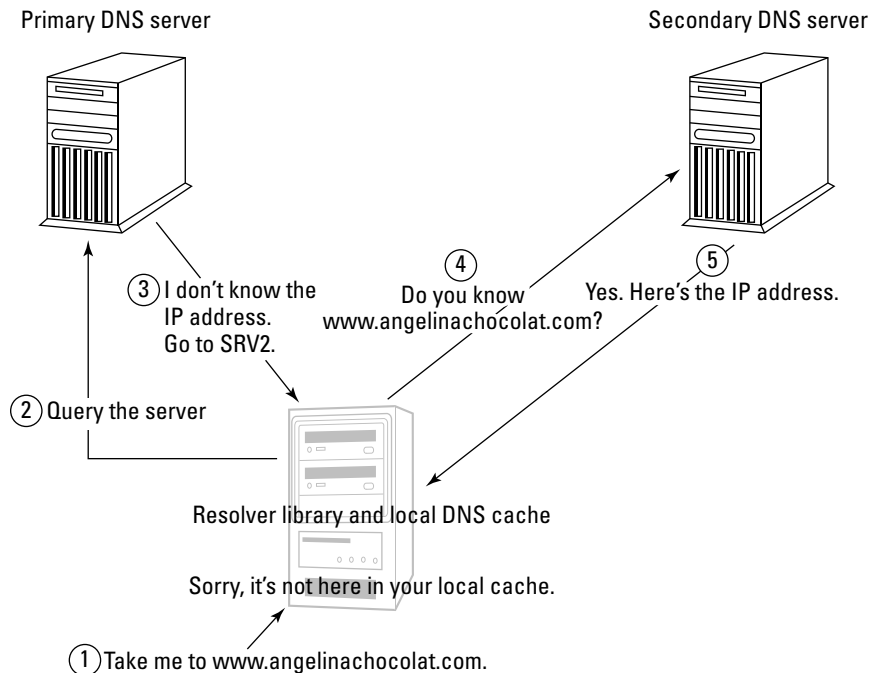 Primary DNS server
Secondary DNS server
3 I don't know the
IP address.
Go to SRV2.
4
Do you know
www.angelinachocolat.com?
5
Yes. Here's the IP address.
2 Query the server
Resolver library and local DNS cache
Sorry, it's not here in your local cache.
1 Take me to www.angelinachocolat.com.